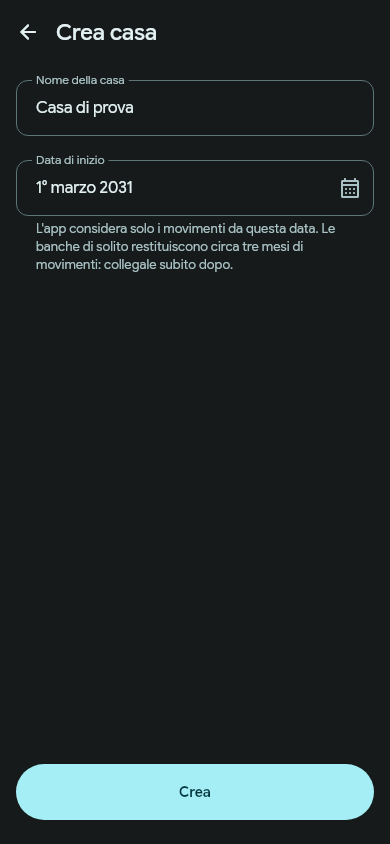 Crea casa
Nome della casa
Casa di prova
Data di inizio
1° marzo 2031
L'app considera solo i movimenti da questa data. Le
banche di solito restituiscono circa tre mesi di
movimenti: collegale subito dopo.
Crea